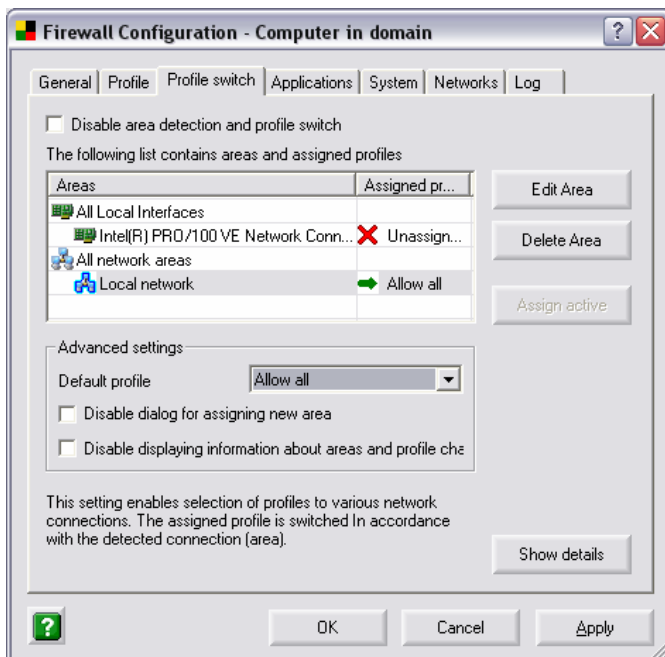 Firewall Configuration - Computer in domain
?
General Profile Profile switch Applications System Networks Log
Disable area detection and profile switch
The following list contains areas and assigned profiles
Areas Assigned pr...
All Local Interfaces
Intel(R) PRO/100 VE Network Conn... Unassign...
All network areas
Local network Allow all
Edit Area
Delete Area
Assign active
Advanced settings
Default profile Allow all
Disable dialog for assigning new area
Disable displaying information about areas and profile cha
This setting enables selection of profiles to various network
connections. The assigned profile is switched In accordance
with the detected connection (area).
Show details
?
OK Cancel Apply